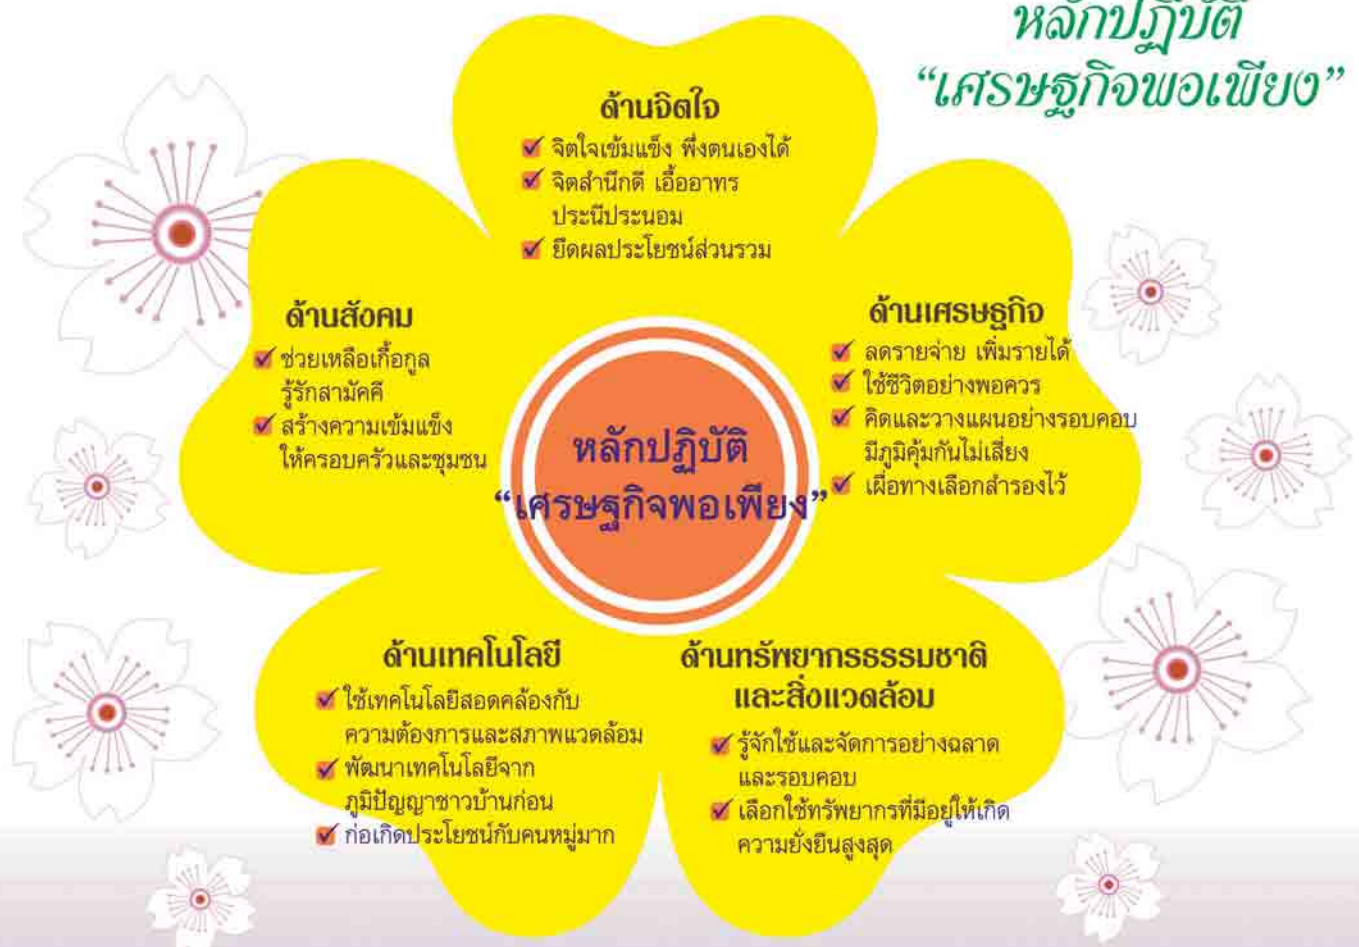 หลักปฏิบัติ
“เศรษฐกิจพอเพียง”
ด้านจิตใจ
จิตใจเข้มแข็ง พึ่งตนเองได้
จิตสำนึกดี เอื้ออาทร
ประนีประนอม
ยึดผลประโยชน์ส่วนรวม
ด้านสังคม
ช่วยเหลือเกื้อกูล
รู้รักสามัคคี
สร้างความเข้มแข็ง
ให้ครอบครัวและชุมชน
ด้านเศรษฐกิจ
ลดรายจ่าย เพิ่มรายได้
ใช้ชีวิตอย่างพอควร
คิดและวางแผนอย่างรอบคอบ
มีภูมิคุ้มกันไม่เสี่ยง
เผื่อทางเลือกสำรองไว้
หลักปฏิบัติ
“เศรษฐกิจพอเพียง”
ด้านเทคโนโลยี
ใช้เทคโนโลยีสอดคล้องกับ
ความต้องการและสภาพแวดล้อม
พัฒนาเทคโนโลยีจาก
ภูมิปัญญาชาวบ้านก่อน
ก่อเกิดประโยชน์กับคนหมู่มาก
ด้านทรัพยากรธรรมชาติ
และสิ่งแวดล้อม
รู้จักใช้และจัดการอย่างฉลาด
และรอบคอบ
เลือกใช้ทรัพยากรที่มีอยู่ให้เกิด
ความยั่งยืนสูงสุด